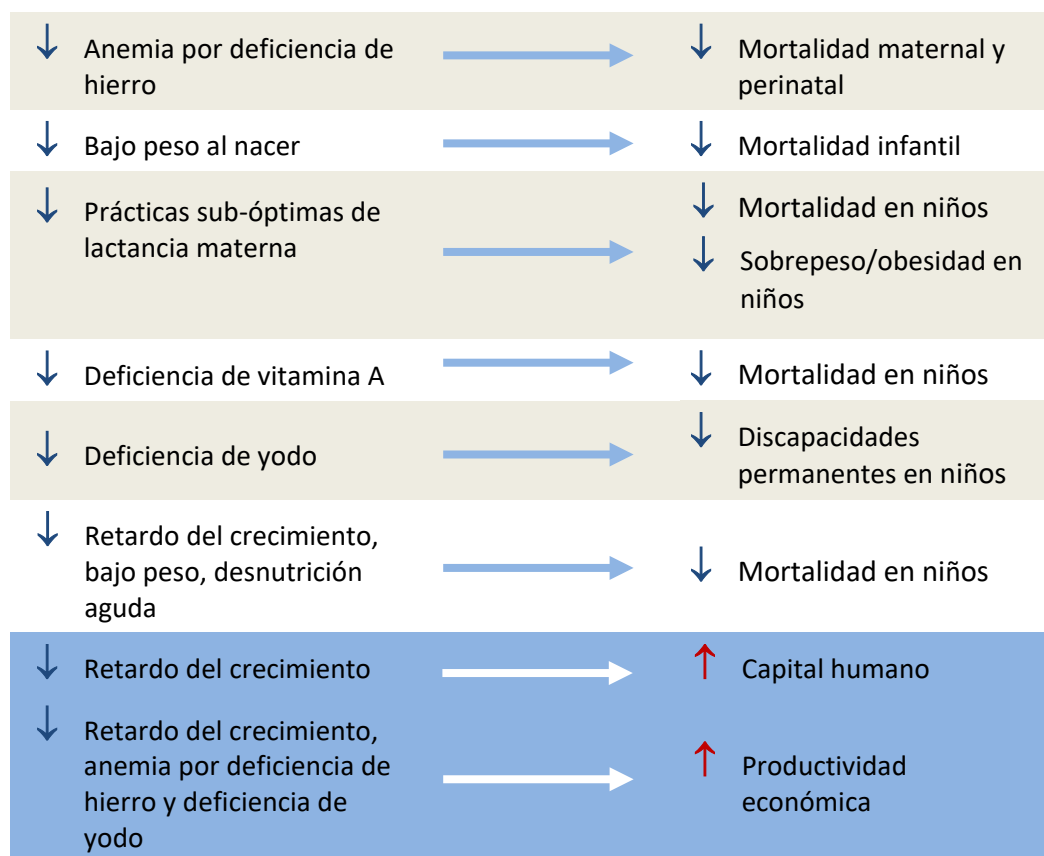 ↓ Anemia por deficiencia de
hierro
↓ Mortalidad maternal y
perinatal
↓ Bajo peso al nacer
↓ Mortalidad infantil
↓ Prácticas sub-óptimas de
lactancia materna
↓ Mortalidad en niños
↓ Sobrepeso/obesidad en
niños
↓ Deficiencia de vitamina A
↓ Mortalidad en niños
↓ Deficiencia de yodo
↓ Discapacidades
permanentes en niños
↓ Retardo del crecimiento,
bajo peso, desnutrición
aguda
↓ Mortalidad en niños
↓ Retardo del crecimiento
↑ Capital humano
↓ Retardo del crecimiento,
anemia por deficiencia de
hierro y deficiencia de
yodo
↑ Productividad
económica